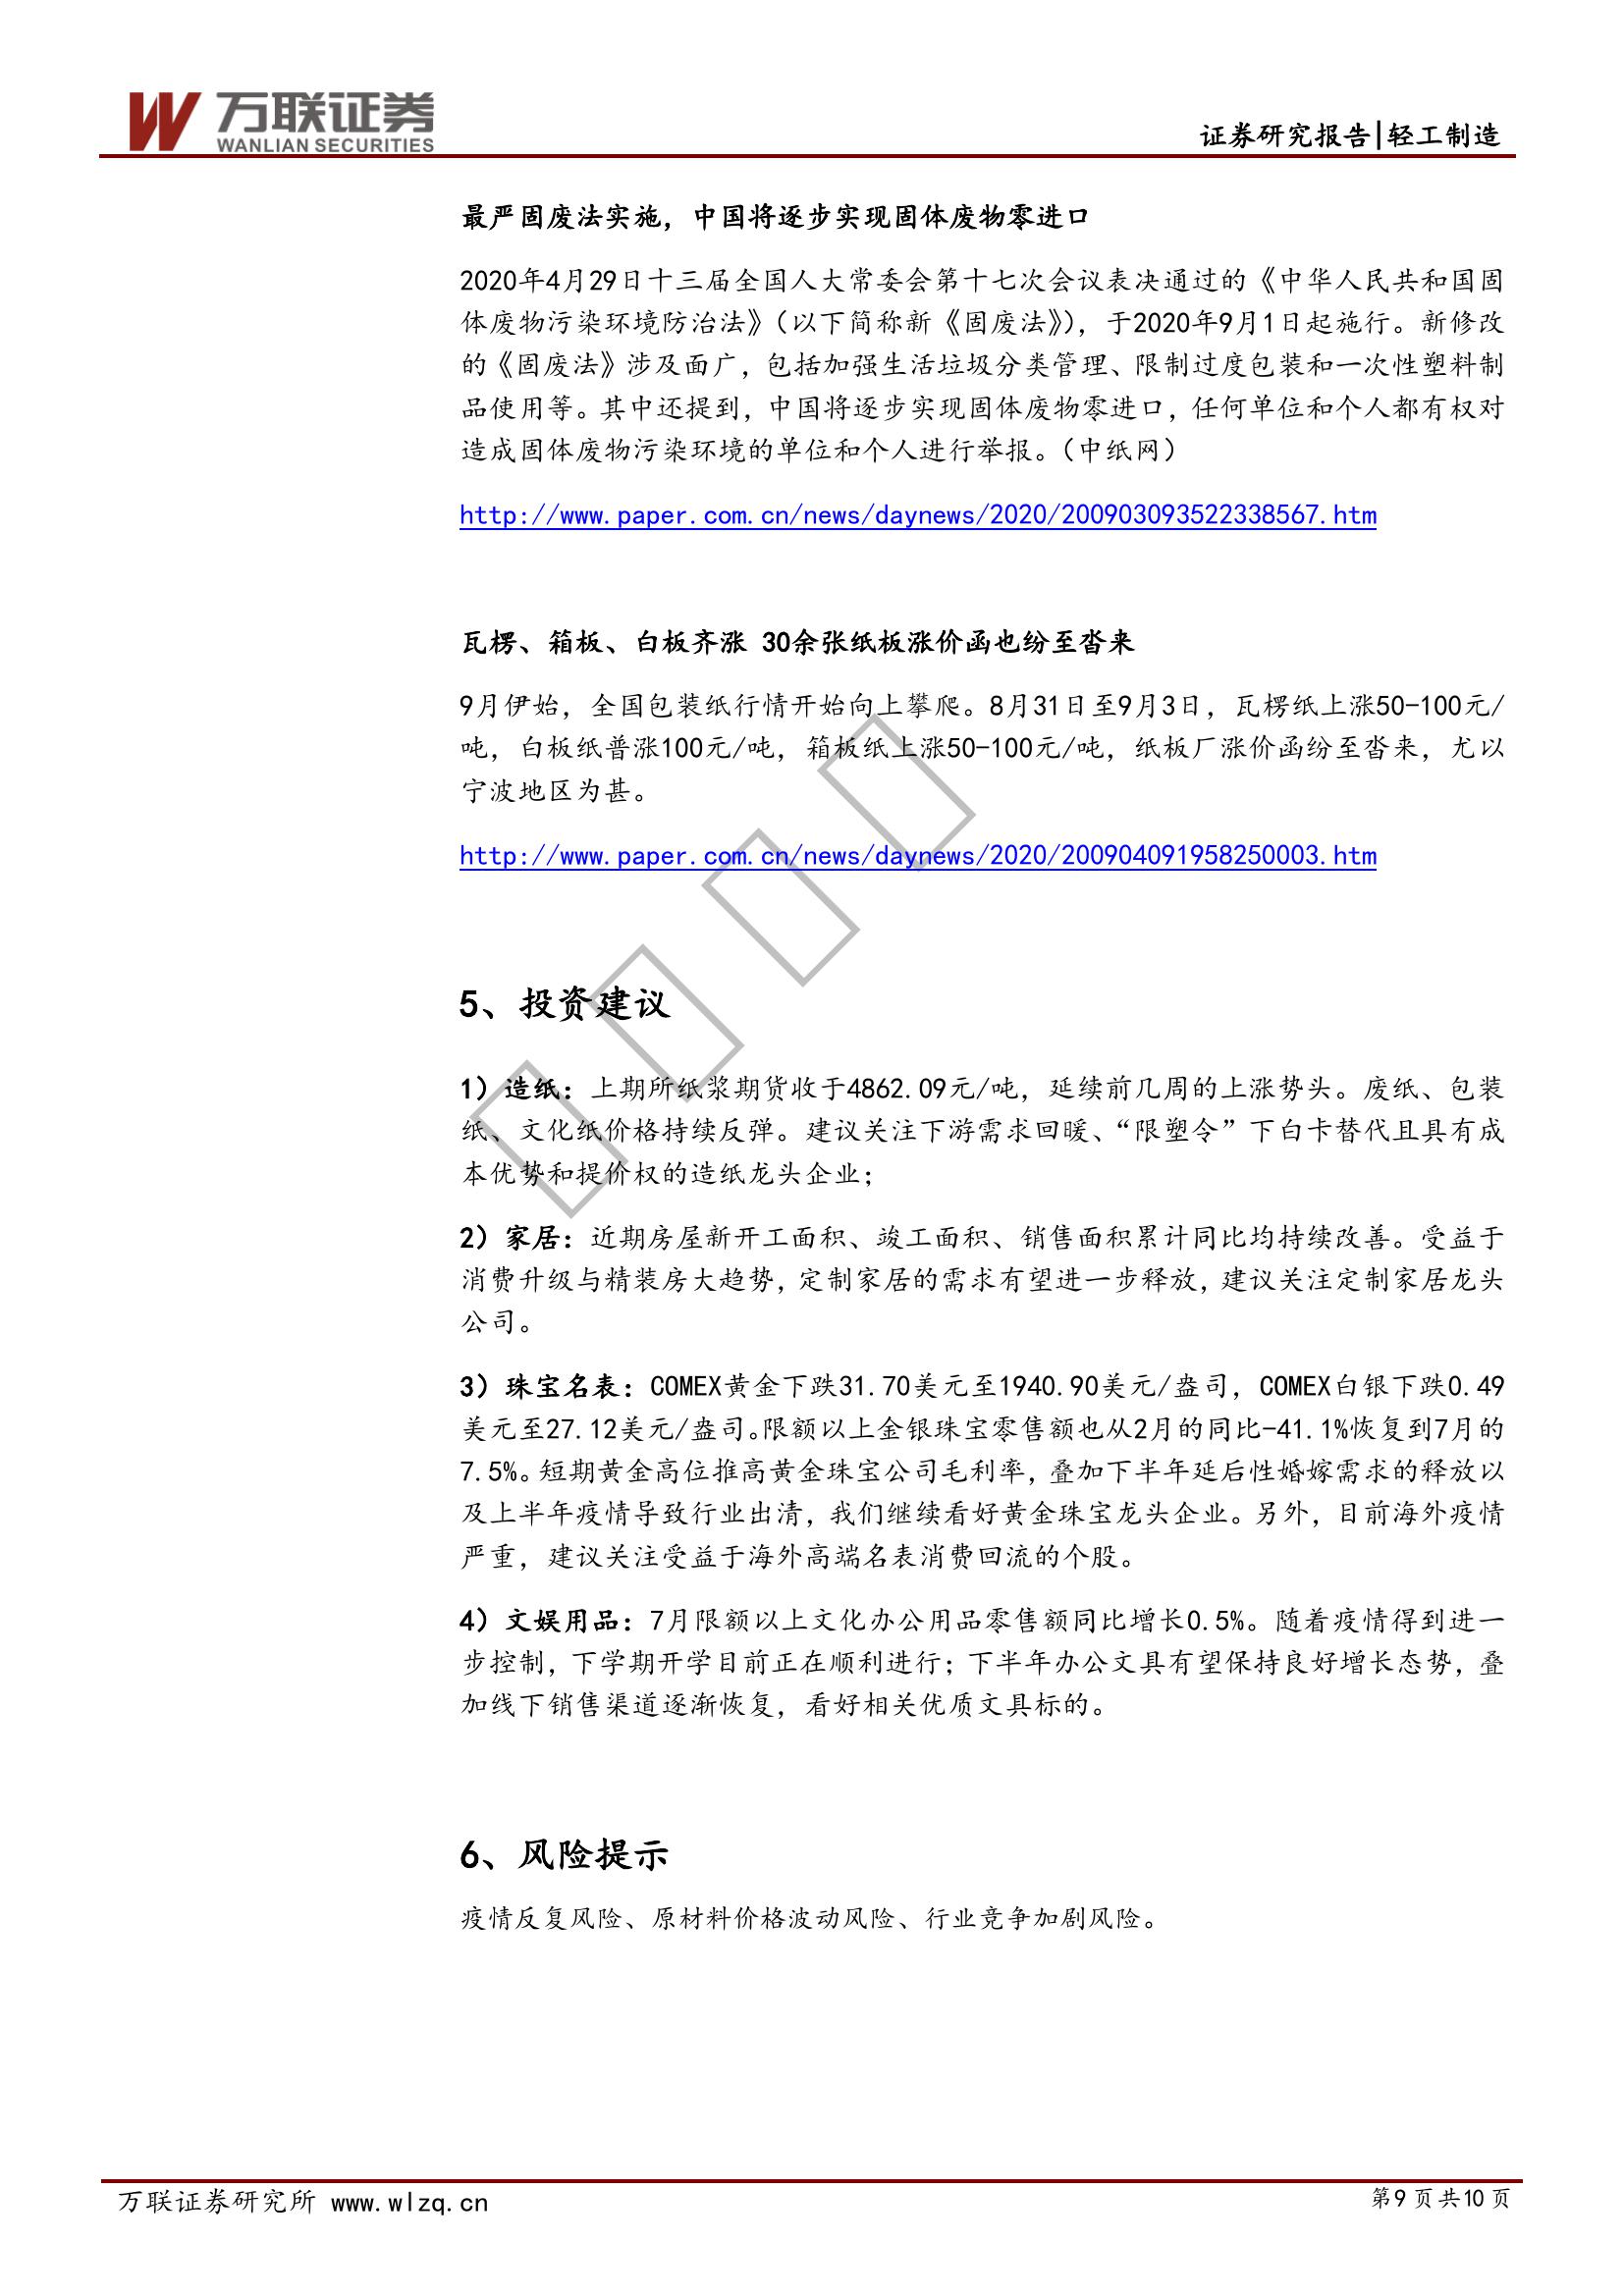 万联证券
WANLIAN SECURITIES
证券研究报告|轻工制造
最严固废法实施，中国将逐步实现固体废物零进口
2020年4月29日十三届全国人大常委会第十七次会议表决通过的《中华人民共和国固
体废物污染环境防治法》（以下简称新《固废法》），于2020年9月1日起施行。新修改
的《固废法》涉及面广，包括加强生活垃圾分类管理、限制过度包装和一次性塑料制
品使用等。其中还提到，中国将逐步实现固体废物零进口，任何单位和个人都有权对
造成固体废物污染环境的单位和个人进行举报。（中纸网）
http://www.paper.com.cn/news/daynews/2020/200903093522338567.htm
瓦楞、箱板、白板齐涨 30余张纸板涨价函也纷至沓来
9月伊始，全国包装纸行情开始向上攀爬。8月31日至9月3日，瓦楞纸上涨50-100元/
吨，白板纸普涨100元/吨，箱板纸上涨50-100元/吨，纸板厂涨价函纷至沓来，尤以
宁波地区为甚。
http://www.paper.com.cn/news/daynews/2020/200904091958250003.htm
5、投资建议
1）造纸：上期所纸浆期货收于4862.09元/吨，延续前几周的上涨势头。废纸、包装
纸、文化纸价格持续反弹。建议关注下游需求回暖、“限塑令”下白卡替代且具有成
本优势和提价权的造纸龙头企业；
2）家居：近期房屋新开工面积、竣工面积、销售面积累计同比均持续改善。受益于
消费升级与精装房大趋势，定制家居的需求有望进一步释放，建议关注定制家居龙头
公司。
3）珠宝名表：COMEX黄金下跌31.70美元至1940.90美元/盎司，COMEX白银下跌0.49
美元至27.12美元/盎司。限额以上金银珠宝零售额也从2月的同比-41.1%恢复到7月的
7.5%。短期黄金高位推高黄金珠宝公司毛利率，叠加下半年延后性婚嫁需求的释放以
及上半年疫情导致行业出清，我们继续看好黄金珠宝龙头企业。另外，目前海外疫情
严重，建议关注受益于海外高端名表消费回流的个股。
4）文娱用品：7月限额以上文化办公用品零售额同比增长0.5%。随着疫情得到进一
步控制，下学期开学目前正在顺利进行；下半年办公文具有望保持良好增长态势，叠
加线下销售渠道逐渐恢复，看好相关优质文具标的。
6、风险提示
疫情反复风险、原材料价格波动风险、行业竞争加剧风险。
万联证券研究所 www.wlzq.cn
第9页共10页